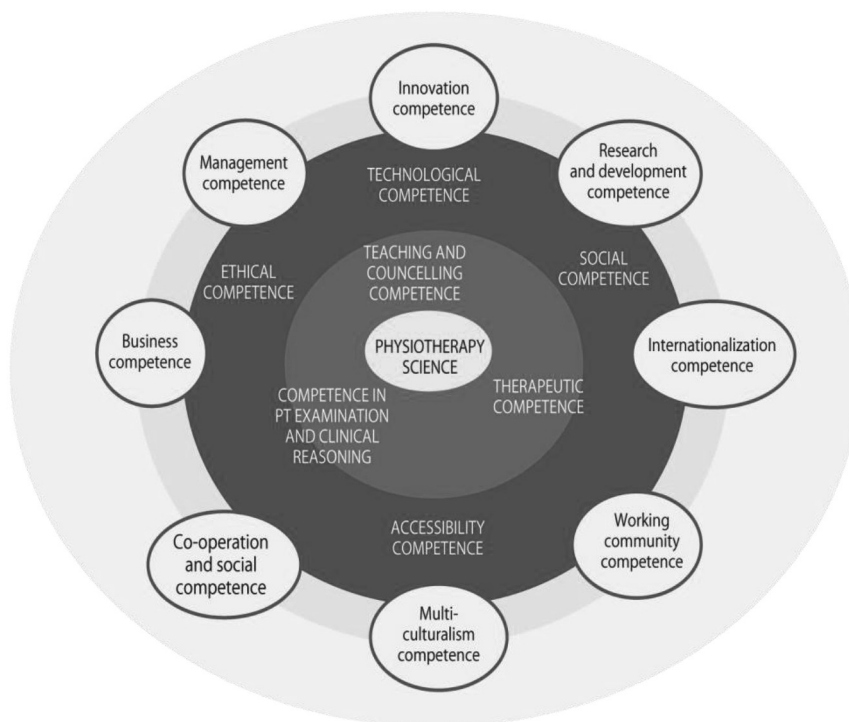 Innovation
competence
Management
competence
Research
and development
competence
TECHNOLOGICAL
COMPETENCE
ETHICAL
COMPETENCE
TEACHING AND
COUNCELLING
COMPETENCE
SOCIAL
COMPETENCE
Business
competence
PHYSIOTHERAPY
SCIENCE
Internationalization
competence
COMPETENCE IN
PT EXAMINATION
AND CLINICAL
REASONING
THERAPEUTIC
COMPETENCE
Co-operation
and social
competence
ACCESSIBILITY
COMPETENCE
Working
community
competence
Multi-
culturalism
competence